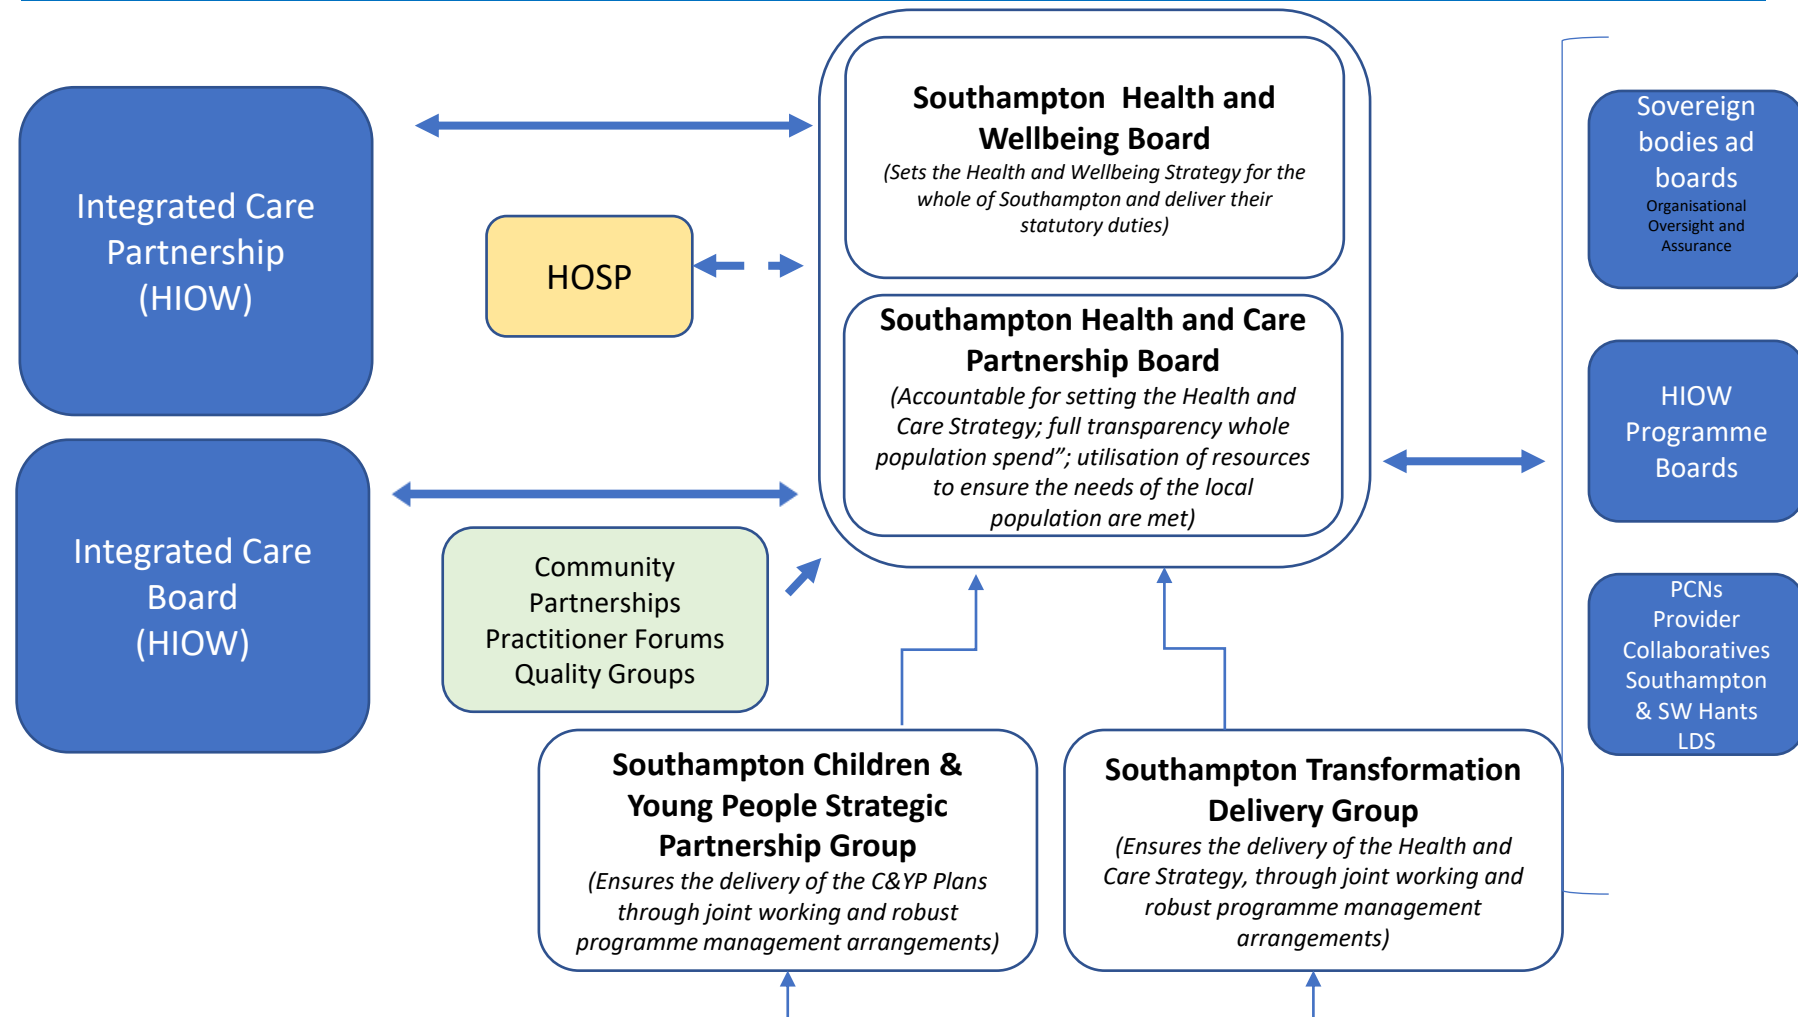 Integrated Care
Partnership
(HIOW)
Integrated Care
Board
(HIOW)
HOSP
Community
Partnerships
Practitioner Forums
Quality Groups
Southampton Health and
Wellbeing Board
(Sets the Health and Wellbeing Strategy for the
whole of Southampton and deliver their
statutory duties)
Southampton Health and Care
Partnership Board
(Accountable for setting the Health and
Care Strategy; full transparency whole
population spend”; utilisation of resources
to ensure the needs of the local
population are met)
Southampton Children &
Young People Strategic
Partnership Group
(Ensures the delivery of the C&YP Plans
through joint working and robust
programme management arrangements)
Southampton Transformation
Delivery Group
(Ensures the delivery of the Health and
Care Strategy, through joint working and
robust programme management
arrangements)
Sovereign
bodies ad
boards
Organisational
Oversight and
Assurance
HIOW
Programme
Boards
PCNs
Provider
Collaboratives
Southampton
& SW Hants
LDS